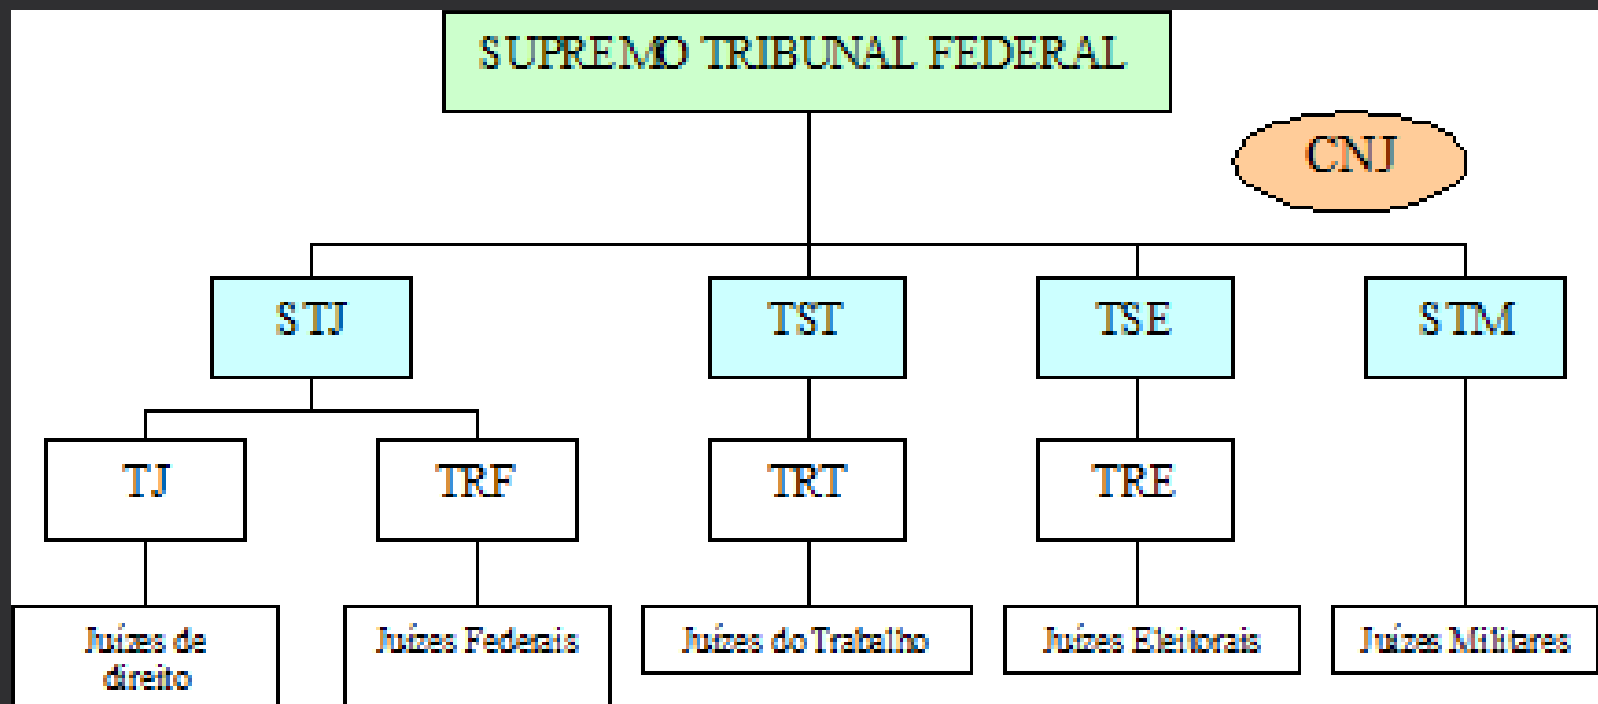 SUPREMO TRIBUNAL FEDERAL
CNJ
STJ
TST
TSE
STM
TJ
TRF
TRT
TRE
Juízes de
direito
Juízes Federais
Juízes do Trabalho
Juízes Eleitorais
Juízes Militares